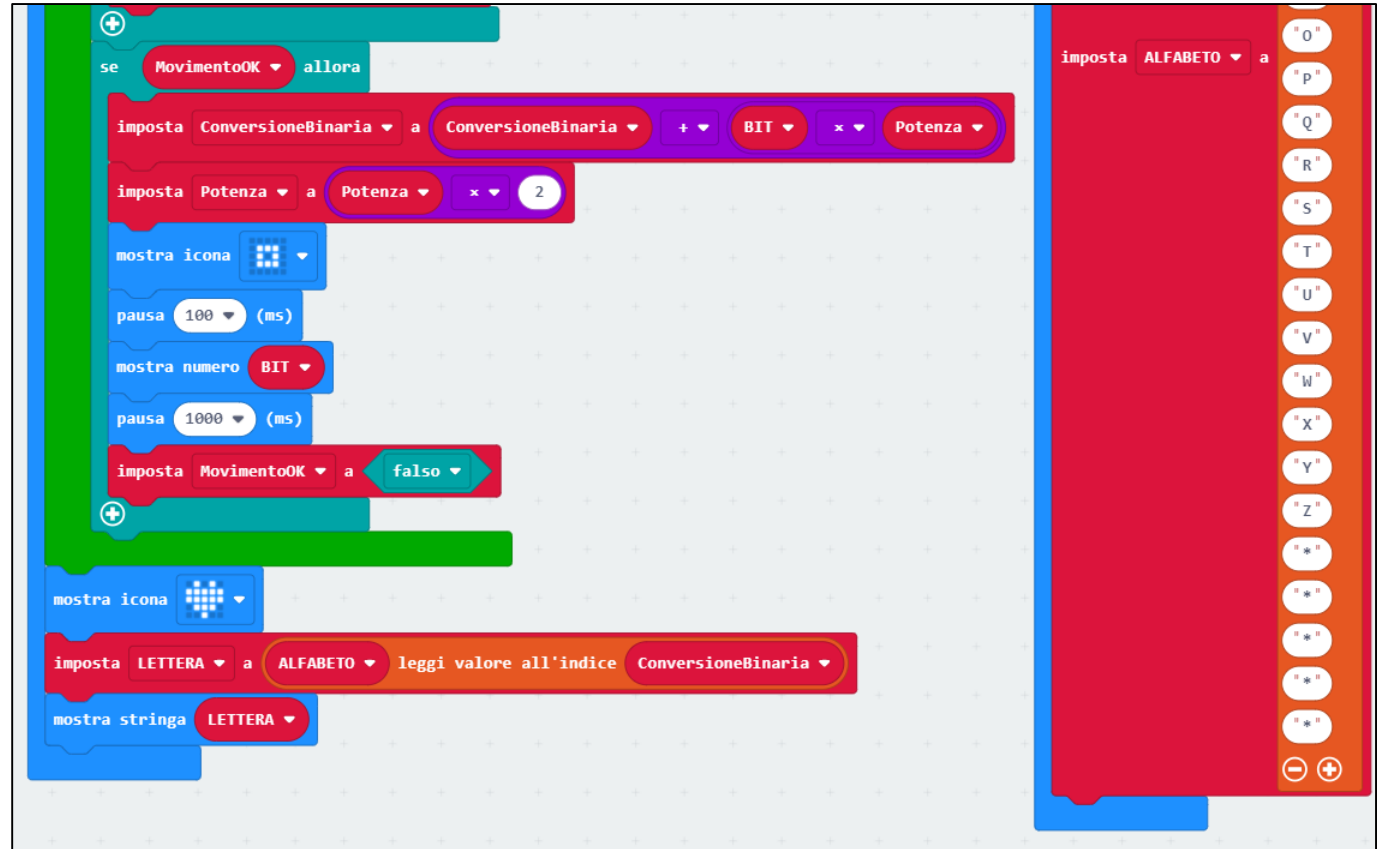 se MovimentoOK allora
imposta ConversioneBinaria a ConversioneBinaria + BIT x Potenza
imposta Potenza a Potenza x 2
mostra icona
pausa 100 (ms)
mostra numero BIT
pausa 1000 (ms)
imposta MovimentoOK a falso
mostra icona
imposta LETTERA a ALFABETO leggi valore all'indice ConversioneBinaria
mostra stringa LETTERA
imposta ALFABETO a
"O"
"P"
"Q"
"R"
"S"
"T"
"U"
"V"
"W"
"X"
"Y"
"Z"
"*"
"*"
"*"
"*"
"*"